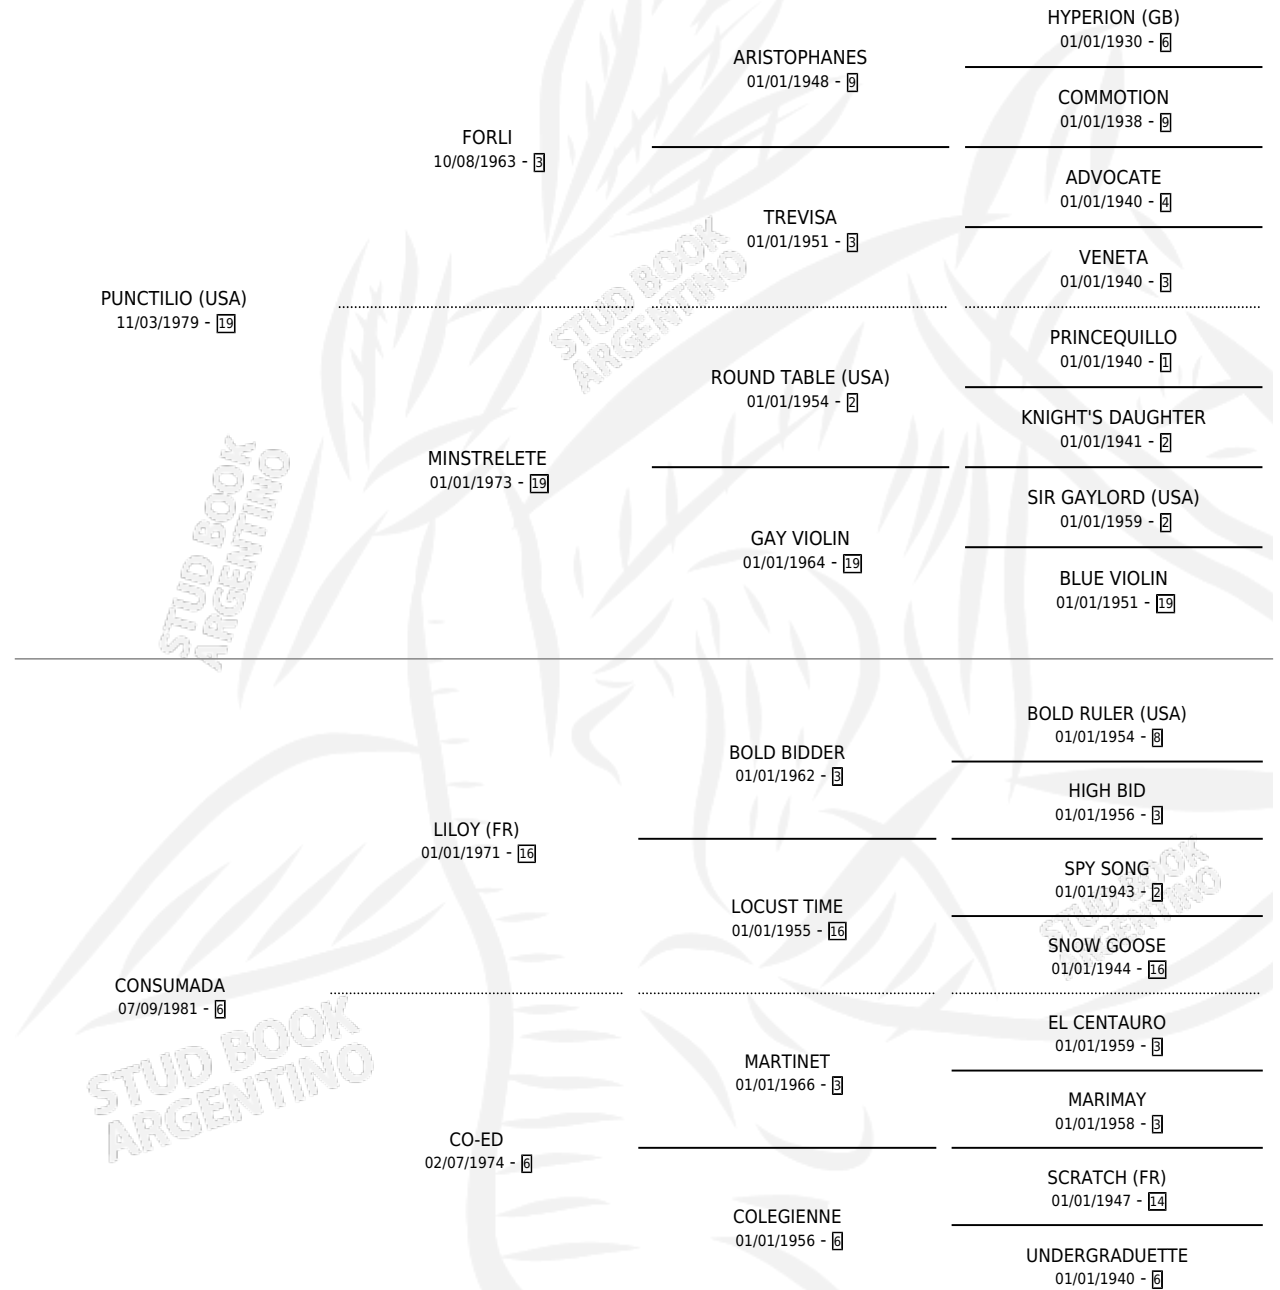 HYPERION (GB)
01/01/1930 - 6
ARISTOPHANES
01/01/1948 - 9
COMMOTION
01/01/1938 - 9
FORLI
10/08/1963 - 3
ADVOCATE
01/01/1940 - 4
TREVISA
01/01/1951 - 3
VENETA
01/01/1940 - 3
PUNCTILIO (USA)
11/03/1979 - 19
PRINCEQUILLO
01/01/1940 - 1
ROUND TABLE (USA)
01/01/1954 - 2
KNIGHT'S DAUGHTER
01/01/1941 - 2
MINSTRELETE
01/01/1973 - 19
SIR GAYLORD (USA)
01/01/1959 - 2
GAY VIOLIN
01/01/1964 - 19
BLUE VIOLIN
01/01/1951 - 19
BOLD RULER (USA)
01/01/1954 - 8
BOLD BIDDER
01/01/1962 - 3
HIGH BID
01/01/1956 - 3
LILOY (FR)
01/01/1971 - 16
SPY SONG
01/01/1943 - 2
LOCUST TIME
01/01/1955 - 16
SNOW GOOSE
01/01/1944 - 16
CONSUMADA
07/09/1981 - 6
EL CENTAURO
01/01/1959 - 3
MARTINET
01/01/1966 - 3
MARIMAY
01/01/1958 - 3
CO-ED
02/07/1974 - 6
SCRATCH (FR)
01/01/1947 - 14
COLEGIENNE
01/01/1956 - 6
UNDERGRADUETTE
01/01/1940 - 6
STUD BOOK
ARGENTINO
STUD BOOK
ARGENTINO
STUD BOOK
ARGENTINO
STUD BOOK
ARGENTINO